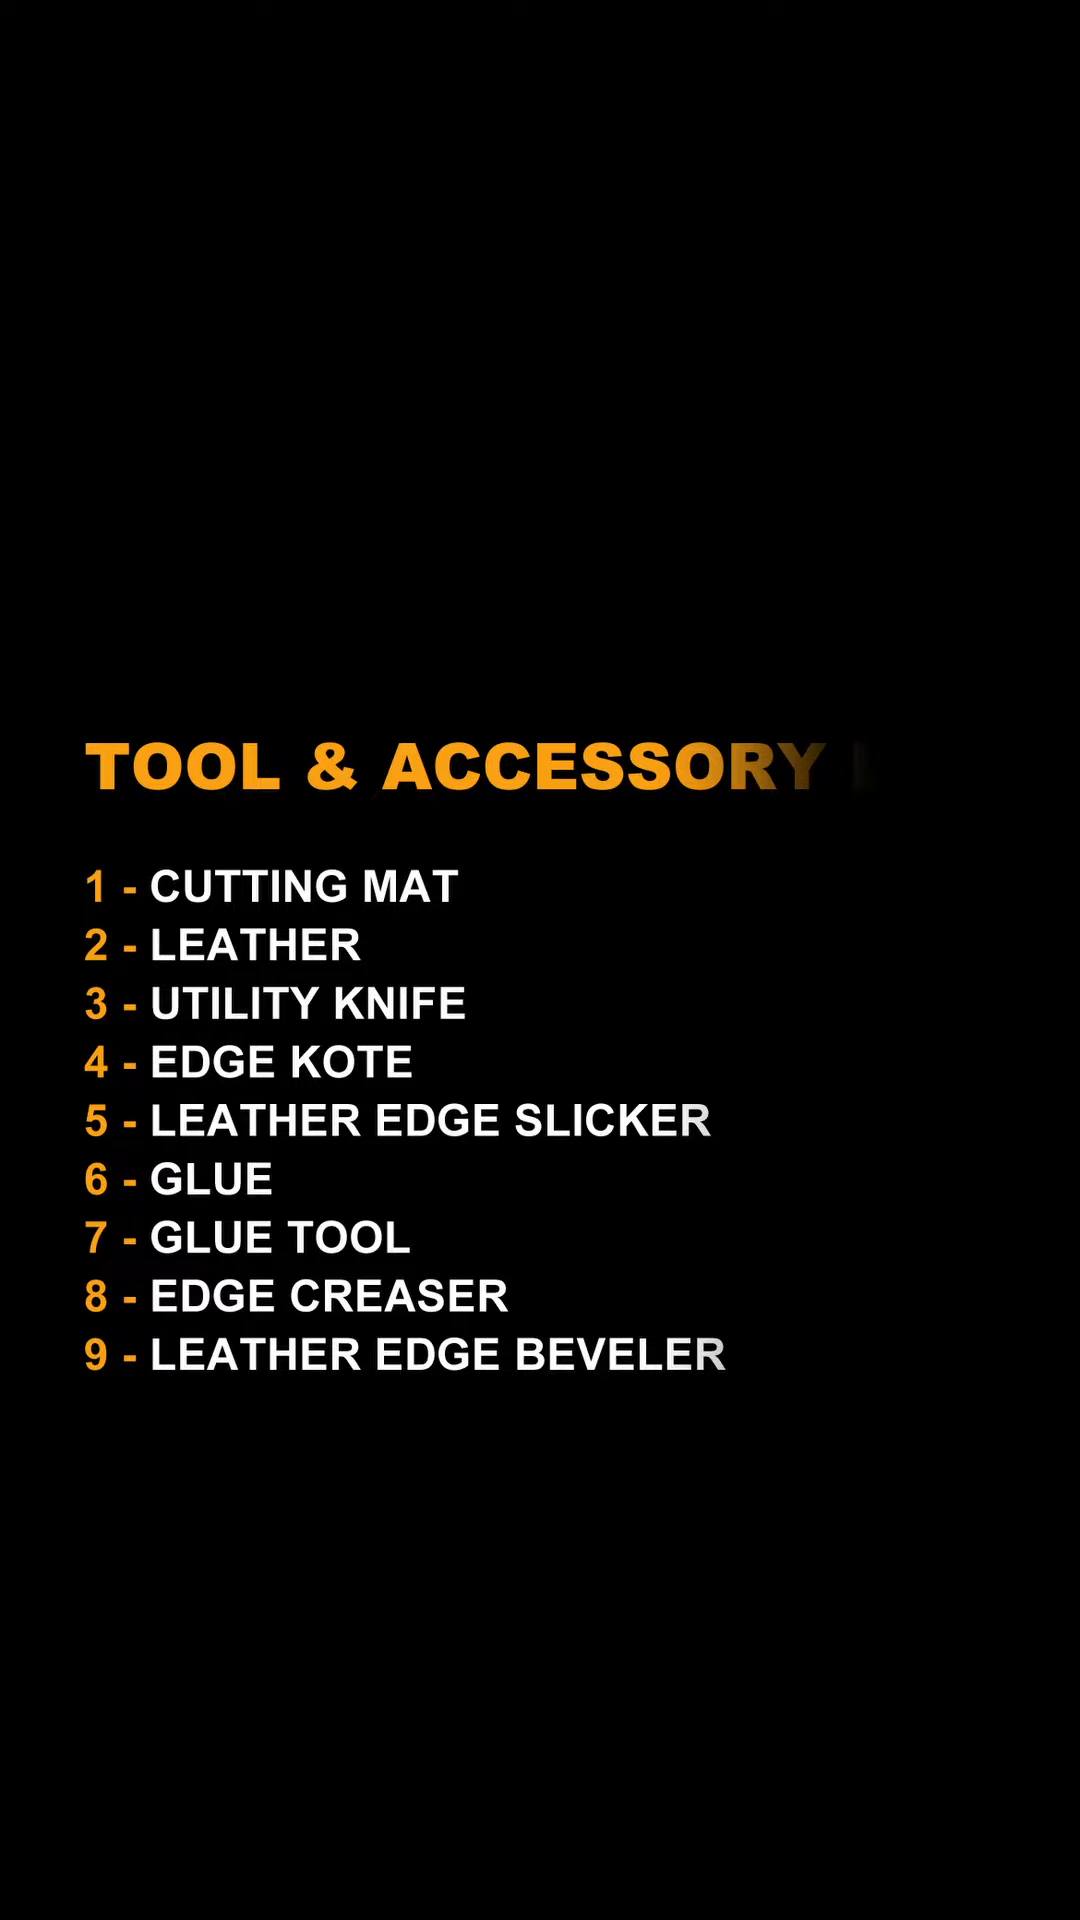 TOOL & ACCESSORY
1 - CUTTING MAT
2 - LEATHER
3 - UTILITY KNIFE
4 - EDGE KOTE
5 - LEATHER EDGE SLICKER
6 - GLUE
7 - GLUE TOOL
8 - EDGE CREASER
9 - LEATHER EDGE BEVELER